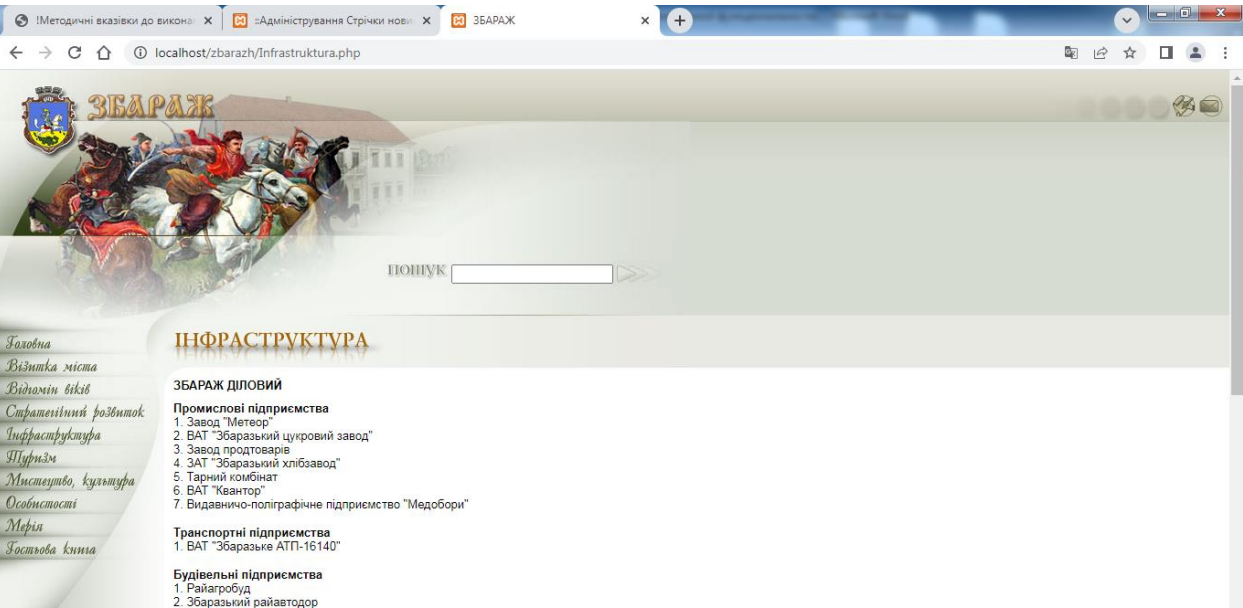 !Методичні вказівки до викона
::Адміністрування Стрічки нови
ЗБАРАЖ
localhost/zbarazh/Infrastruktura.php
ЗБАРАЖ
ПОШУК
Головна
Візитка міста
Відгомін віків
Стратегічний розвиток
Інфраструктура
Туризм
Мистецтво, культура
Особистості
Мерія
Гостьова книга
ІНФРАСТРУКТУРА
ЗБАРАЖ ДІЛОВИЙ
Промислові підприємства
1. Завод "Метеор"
2. ВАТ "Збаразький цукровий завод"
3. Завод продтоварів
4. ЗАТ "Збаразький хлібзавод"
5. Тарний комбінат
6. ВАТ "Квантор"
7. Видавничо-поліграфічне підприємство "Медобори"
Транспортні підприємства
1. ВАТ "Збаразьке АТП-16140"
Будівельні підприємства
1. Райагробуд
2. Збаразький райавтодор